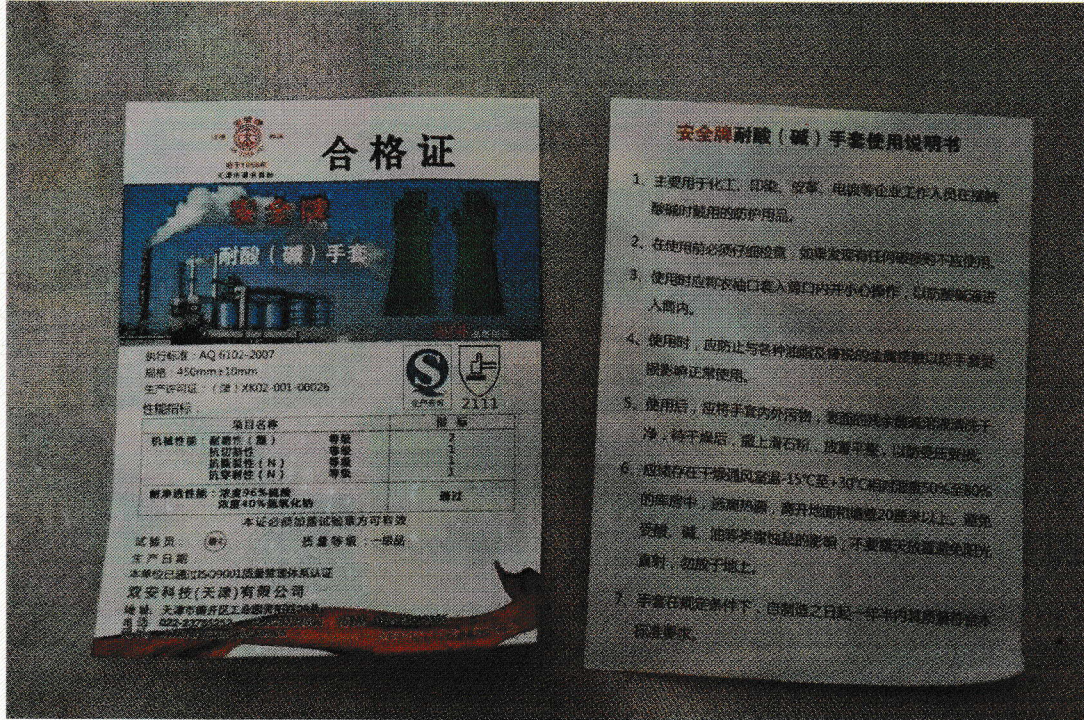 合格证
始于1958年
安全牌
耐酸（碱）手套
执行标准：AQ 6102-2007
规格：450mm±10mm
生产许可证：（津）XK02-001-00026
性能指标：
2111
项目名称 指标
机械性能：耐磨性（圈） 等级 2
抗切割性 等级 1
抗撕裂性（N） 等级 1
抗穿刺性（N） 等级 1
耐渗透性能：浓度96%硫酸 通过
浓度40%氢氧化钠
本证必须加盖试验章方可有效
试验员 质量等级：一级品
生产日期
本单位已通过ISO9001质量管理体系认证
双安科技(天津)有限公司
安全牌耐酸（碱）手套使用说明书
1、主要用于化工、印染、皮革、电镀等企业工作人员在接触
酸碱时戴用的防护用品。
2、在使用前必须仔细检查，如果发现有任何破损则不应使用。
3、使用时应将衣袖口套入筒口内并小心操作，以防酸碱液进
入筒内。
4、使用时，应防止与各种油脂及锋锐的金属接触以防手套受
损影响正常使用。
5、使用后，应将手套内外污物，表面的残余酸碱溶液清洗干
净，待干燥后，撒上滑石粉，放置平整，以防受压裂损。
6、应储存在干燥通风室温-15℃至+30℃相对湿度50%至80%
的库房中，远离热源，离开地面和墙壁20厘米以上。避免
受酸、碱、油等类腐蚀品的影响，不要露天放置避免阳光
直射，勿放于地上。
7、手套在规定条件下，自制造之日起一年半内其质量符合本
标准要求。